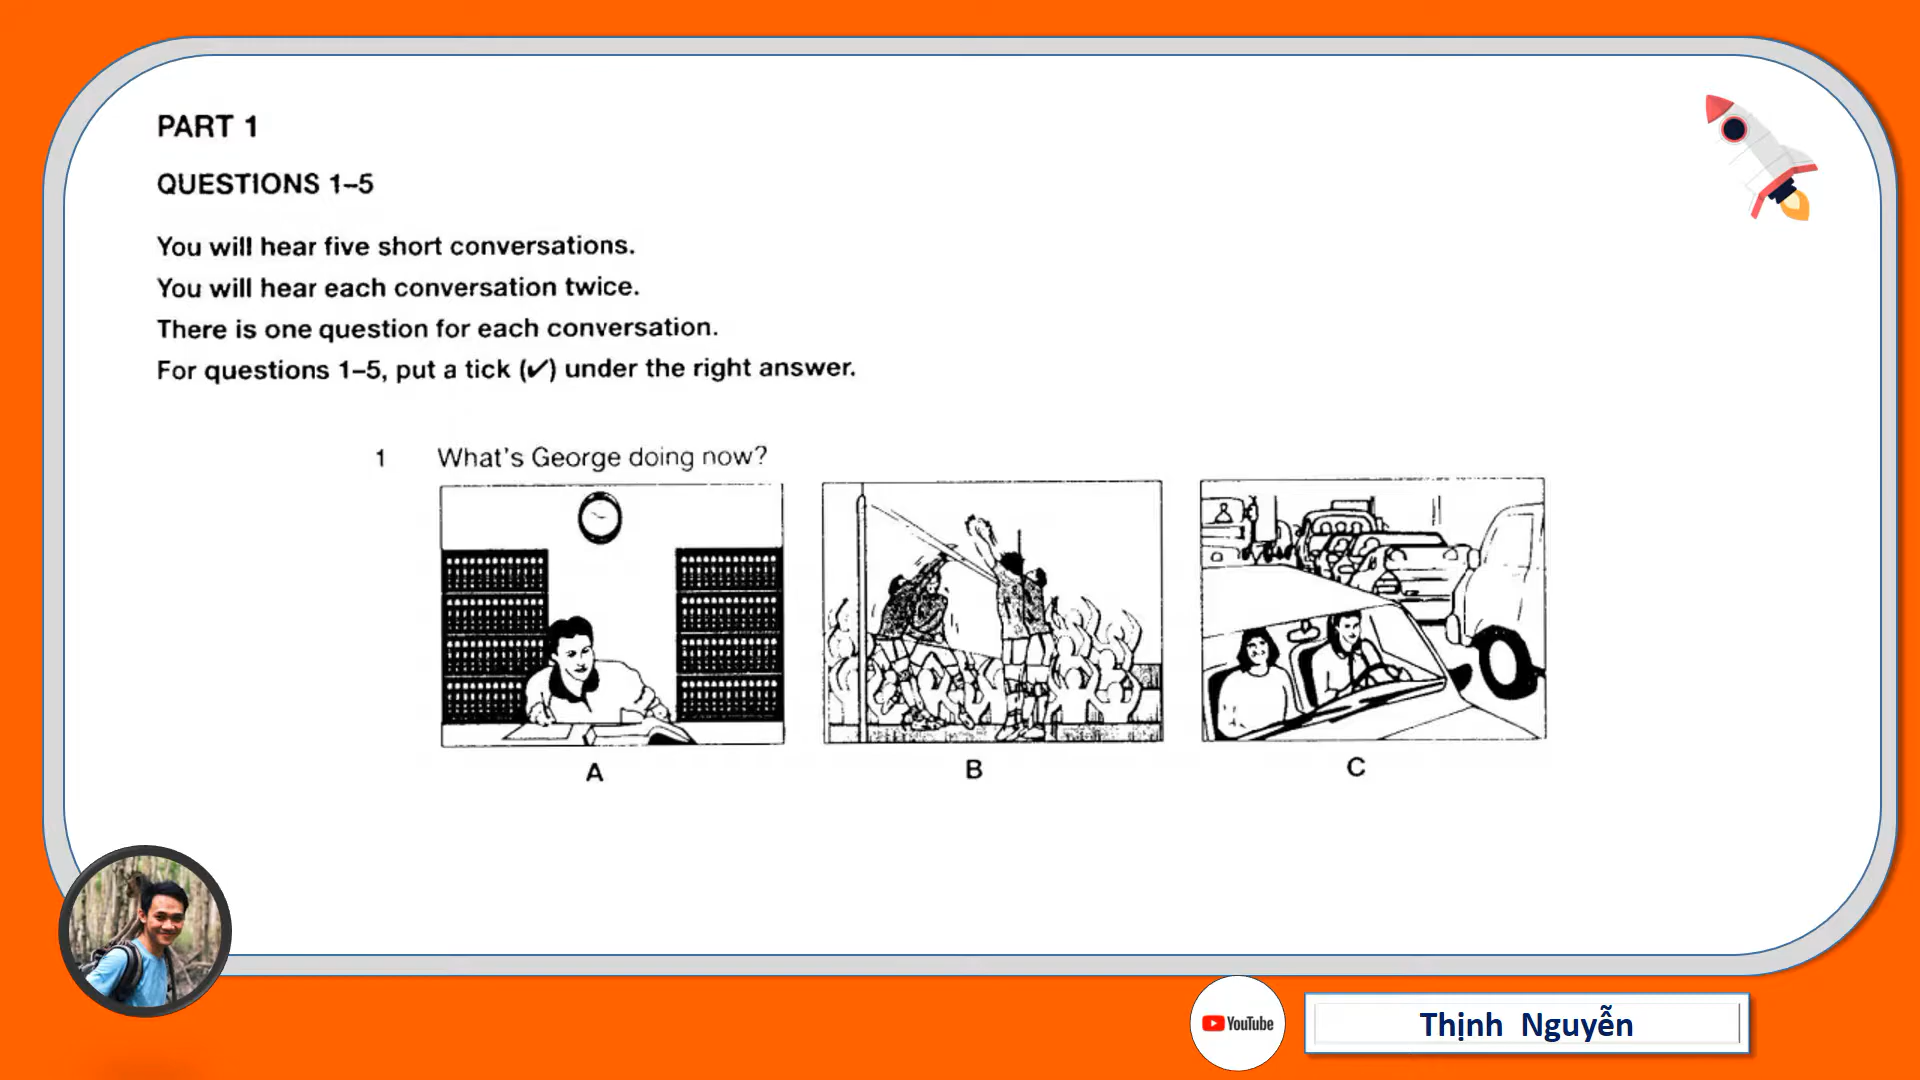 PART 1
QUESTIONS 1–5
You will hear five short conversations.
You will hear each conversation twice.
There is one question for each conversation.
For questions 1–5, put a tick (✔) under the right answer.
1 What's George doing now?
A B C
YouTube
Thịnh Nguyễn